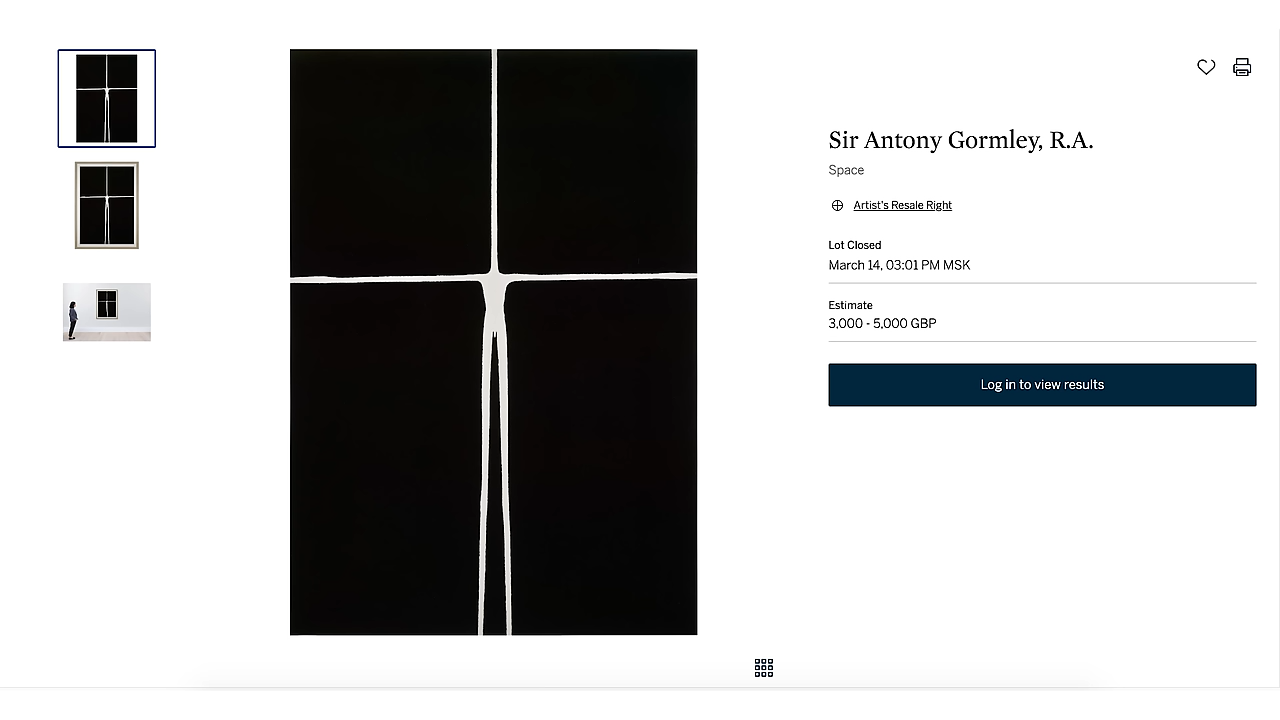 Sir Antony Gormley, R.A.
Space
Artist's Resale Right
Lot Closed
March 14, 03:01 PM MSK
Estimate
3,000 - 5,000 GBP
Log in to view results